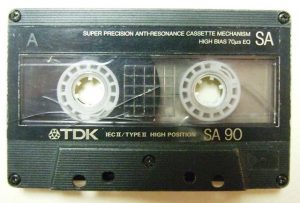 SUPER PRECISION ANTI-RESONANCE CASSETTE MECHANISM
A HIGH BIAS 70µs EQ SA
TDK IEC II/TYPE II HIGH POSITION SA 90